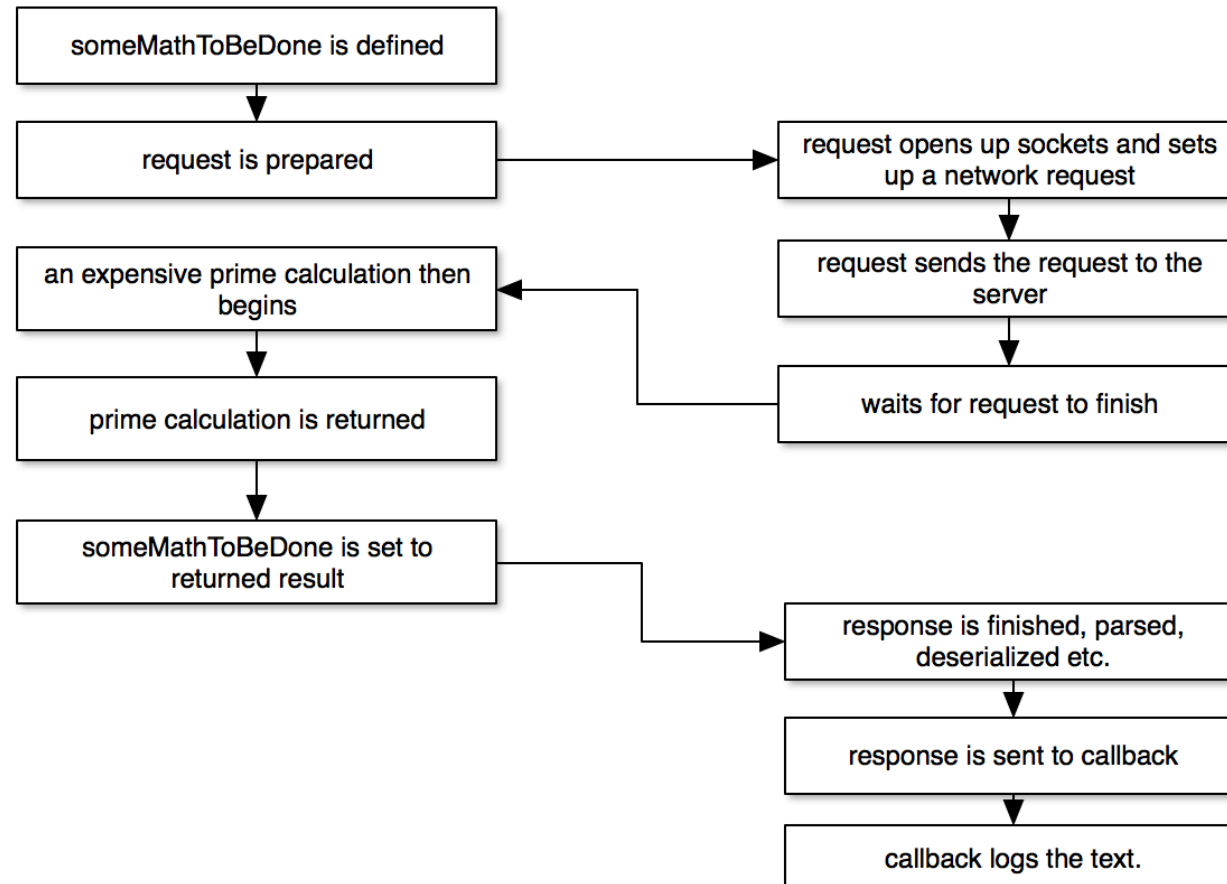 someMathToBeDone is defined
request is prepared
request opens up sockets and sets
up a network request
request sends the request to the
server
waits for request to finish
an expensive prime calculation then
begins
prime calculation is returned
someMathToBeDone is set to
returned result
response is finished, parsed,
deserialized etc.
response is sent to callback
callback logs the text.